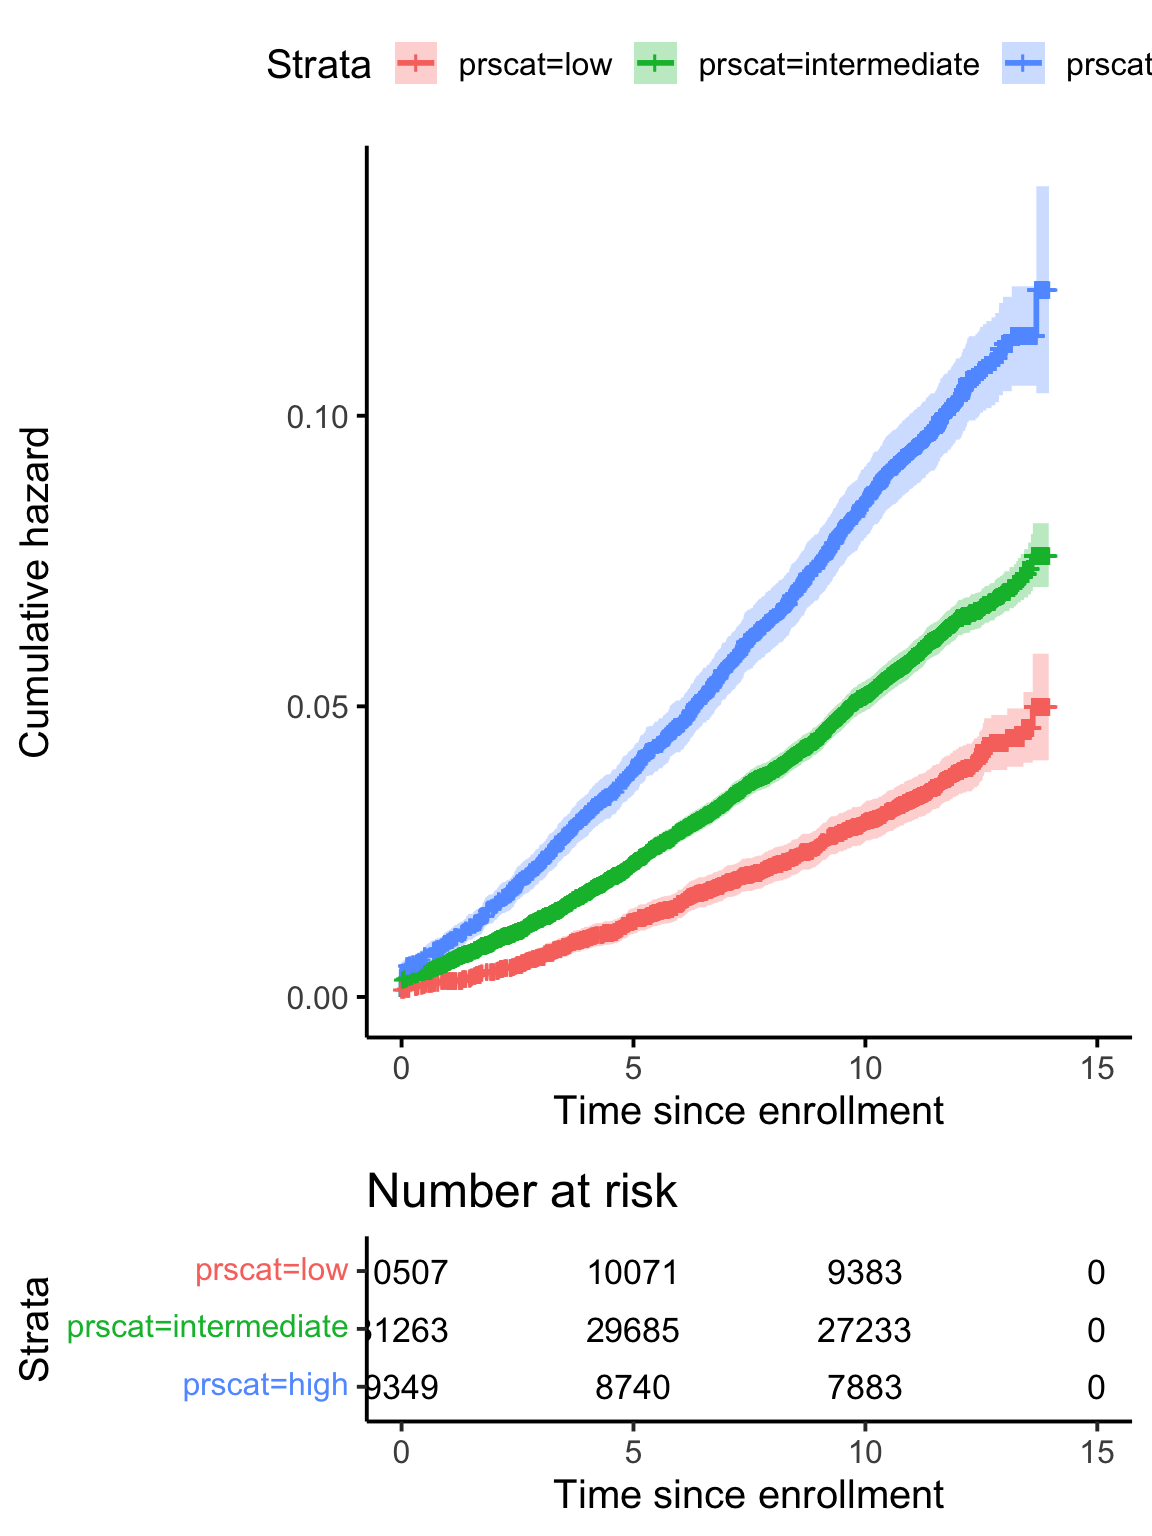 Strata prscat=low prscat=intermediate prscat
Cumulative hazard
0.10
0.05
0.00
0 5 10 15
Time since enrollment
Number at risk
Strata
prscat=low 0507 10071 9383 0
prscat=intermediate 1263 29685 27233 0
prscat=high 9349 8740 7883 0
0 5 10 15
Time since enrollment